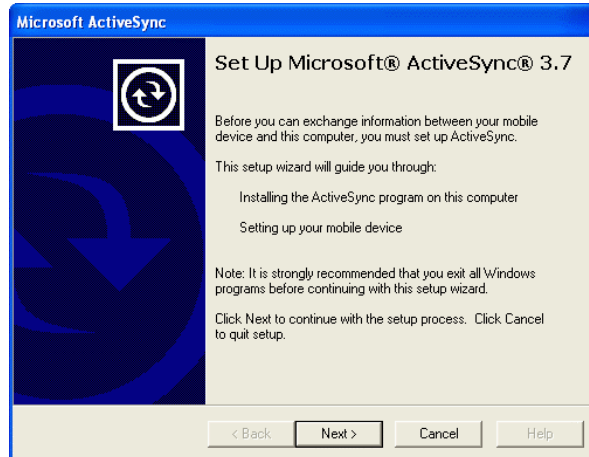 Microsoft ActiveSync
Set Up Microsoft® ActiveSync® 3.7
Before you can exchange information between your mobile
device and this computer, you must set up ActiveSync.
This setup wizard will guide you through:
Installing the ActiveSync program on this computer
Setting up your mobile device
Note: It is strongly recommended that you exit all Windows
programs before continuing with this setup wizard.
Click Next to continue with the setup process.  Click Cancel
to quit setup.
< Back Next > Cancel Help